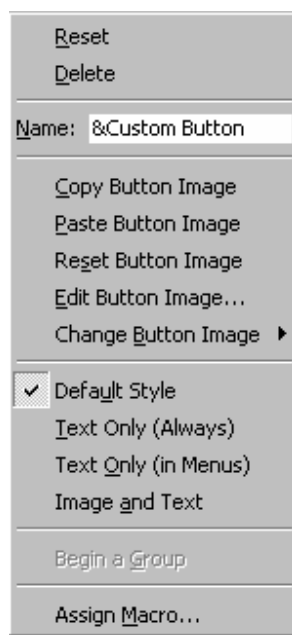 Reset
Delete
Name: &Custom Button
Copy Button Image
Paste Button Image
Reset Button Image
Edit Button Image...
Change Button Image
Default Style
Text Only (Always)
Text Only (in Menus)
Image and Text
Begin a Group
Assign Macro...